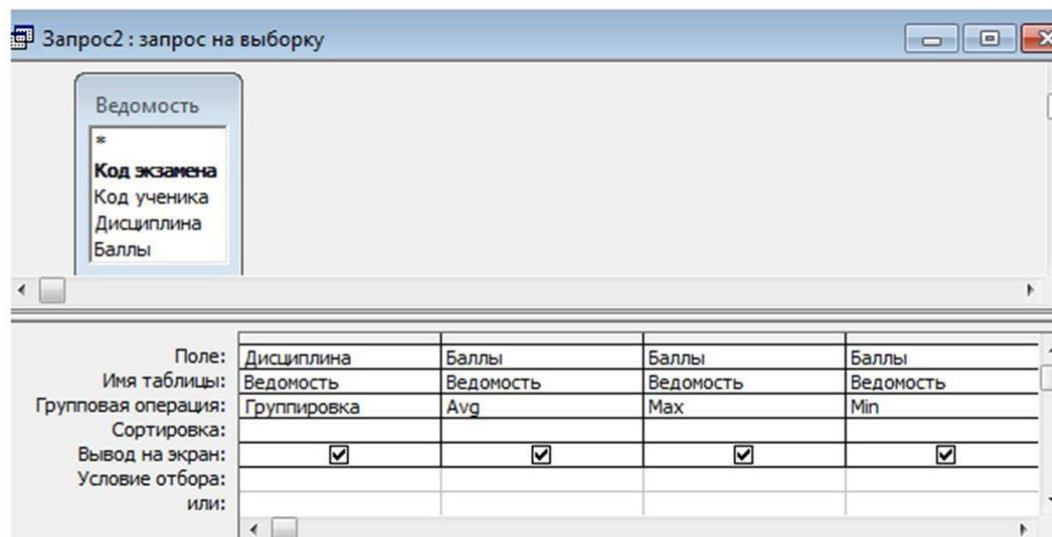 Запрос2 : запрос на выборку
Ведомость
*
Код экзамена
Код ученика
Дисциплина
Баллы
Поле: Дисциплина Баллы Баллы Баллы
Имя таблицы: Ведомость Ведомость Ведомость Ведомость
Групповая операция: Группировка Avg Max Min
Сортировка:
Вывод на экран:
Условие отбора:
или: